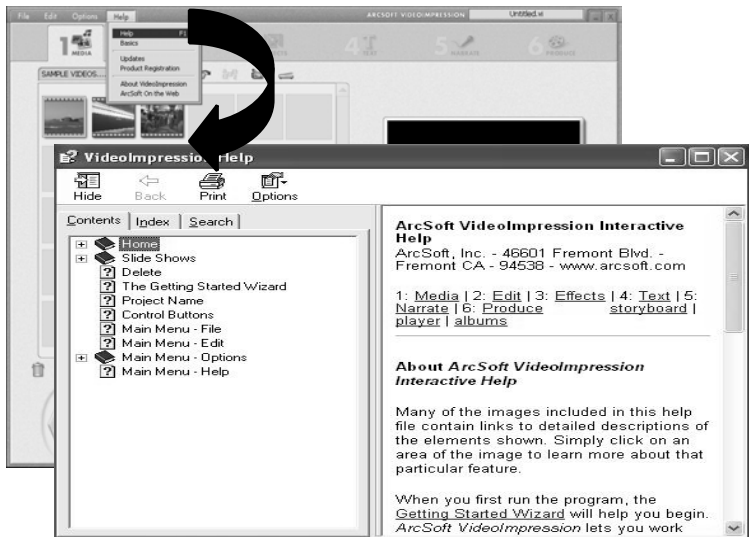 File Edit Options Help
ARCSOFT VIDEOIMPRESSION
Untitled.vi
1 MEDIA
4 T
5 NARRATE
6 PRODUCE
SAMPLE VIDEOS...
Help F1
Basics
Updates
Product Registration
About VideoImpression
ArcSoft On the Web
VideoImpression Help
Hide Back Print Options
Contents Index Search
Home
Slide Shows
Delete
The Getting Started Wizard
Project Name
Control Buttons
Main Menu - File
Main Menu - Edit
Main Menu - Options
Main Menu - Help
ArcSoft VideoImpression Interactive
Help
ArcSoft, Inc. - 46601 Fremont Blvd. -
Fremont CA - 94538 - www.arcsoft.com
1: Media | 2: Edit | 3: Effects | 4: Text | 5:
Narrate | 6: Produce storyboard |
player | albums
About ArcSoft VideoImpression
Interactive Help
Many of the images included in this help
file contain links to detailed descriptions of
the elements shown. Simply click on an
area of the image to learn more about that
particular feature.
When you first run the program, the
Getting Started Wizard will help you begin.
ArcSoft VideoImpression lets you work